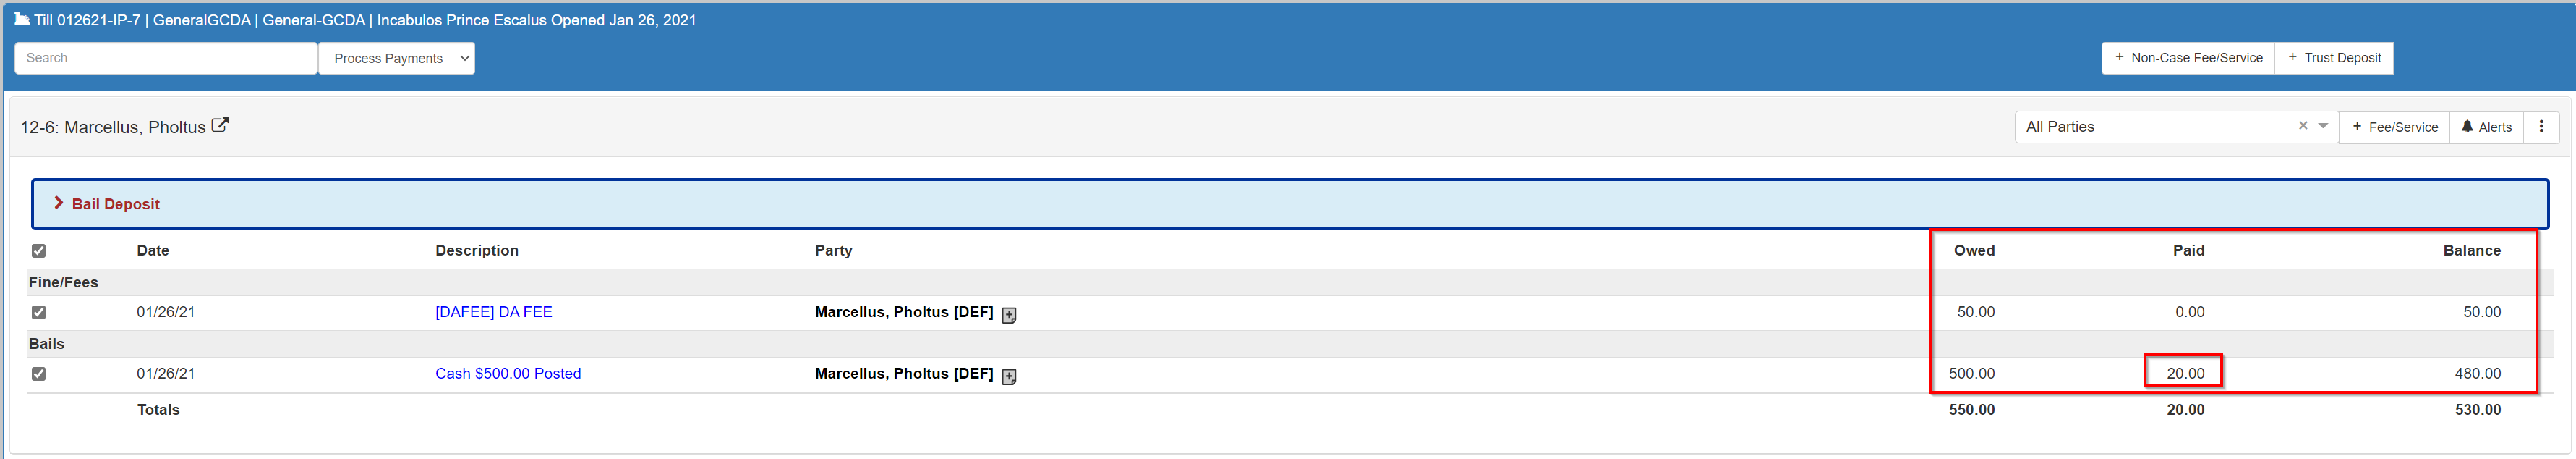 Till 012621-IP-7 | GeneralGCDA | General-GCDA | Incabulos Prince Escalus Opened Jan 26, 2021
Search Process Payments + Non-Case Fee/Service + Trust Deposit
12-6: Marcellus, Pholtus All Parties × + Fee/Service Alerts
Bail Deposit
Date Description Party Owed Paid Balance
Fine/Fees
01/26/21 [DAFEE] DA FEE Marcellus, Pholtus [DEF] 50.00 0.00 50.00
Bails
01/26/21 Cash $500.00 Posted Marcellus, Pholtus [DEF] 500.00 20.00 480.00
Totals 550.00 20.00 530.00